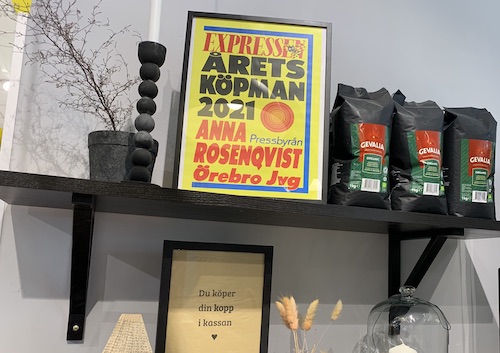 EXPRESSEN
ÅRETS
KÖPMAN
2021
ANNA
Pressbyrån
ROSENQVIST
Örebro Jvg
GEVALIA
GEVALIA
GEVALIA
Du köper
din kopp
i kassan
♥